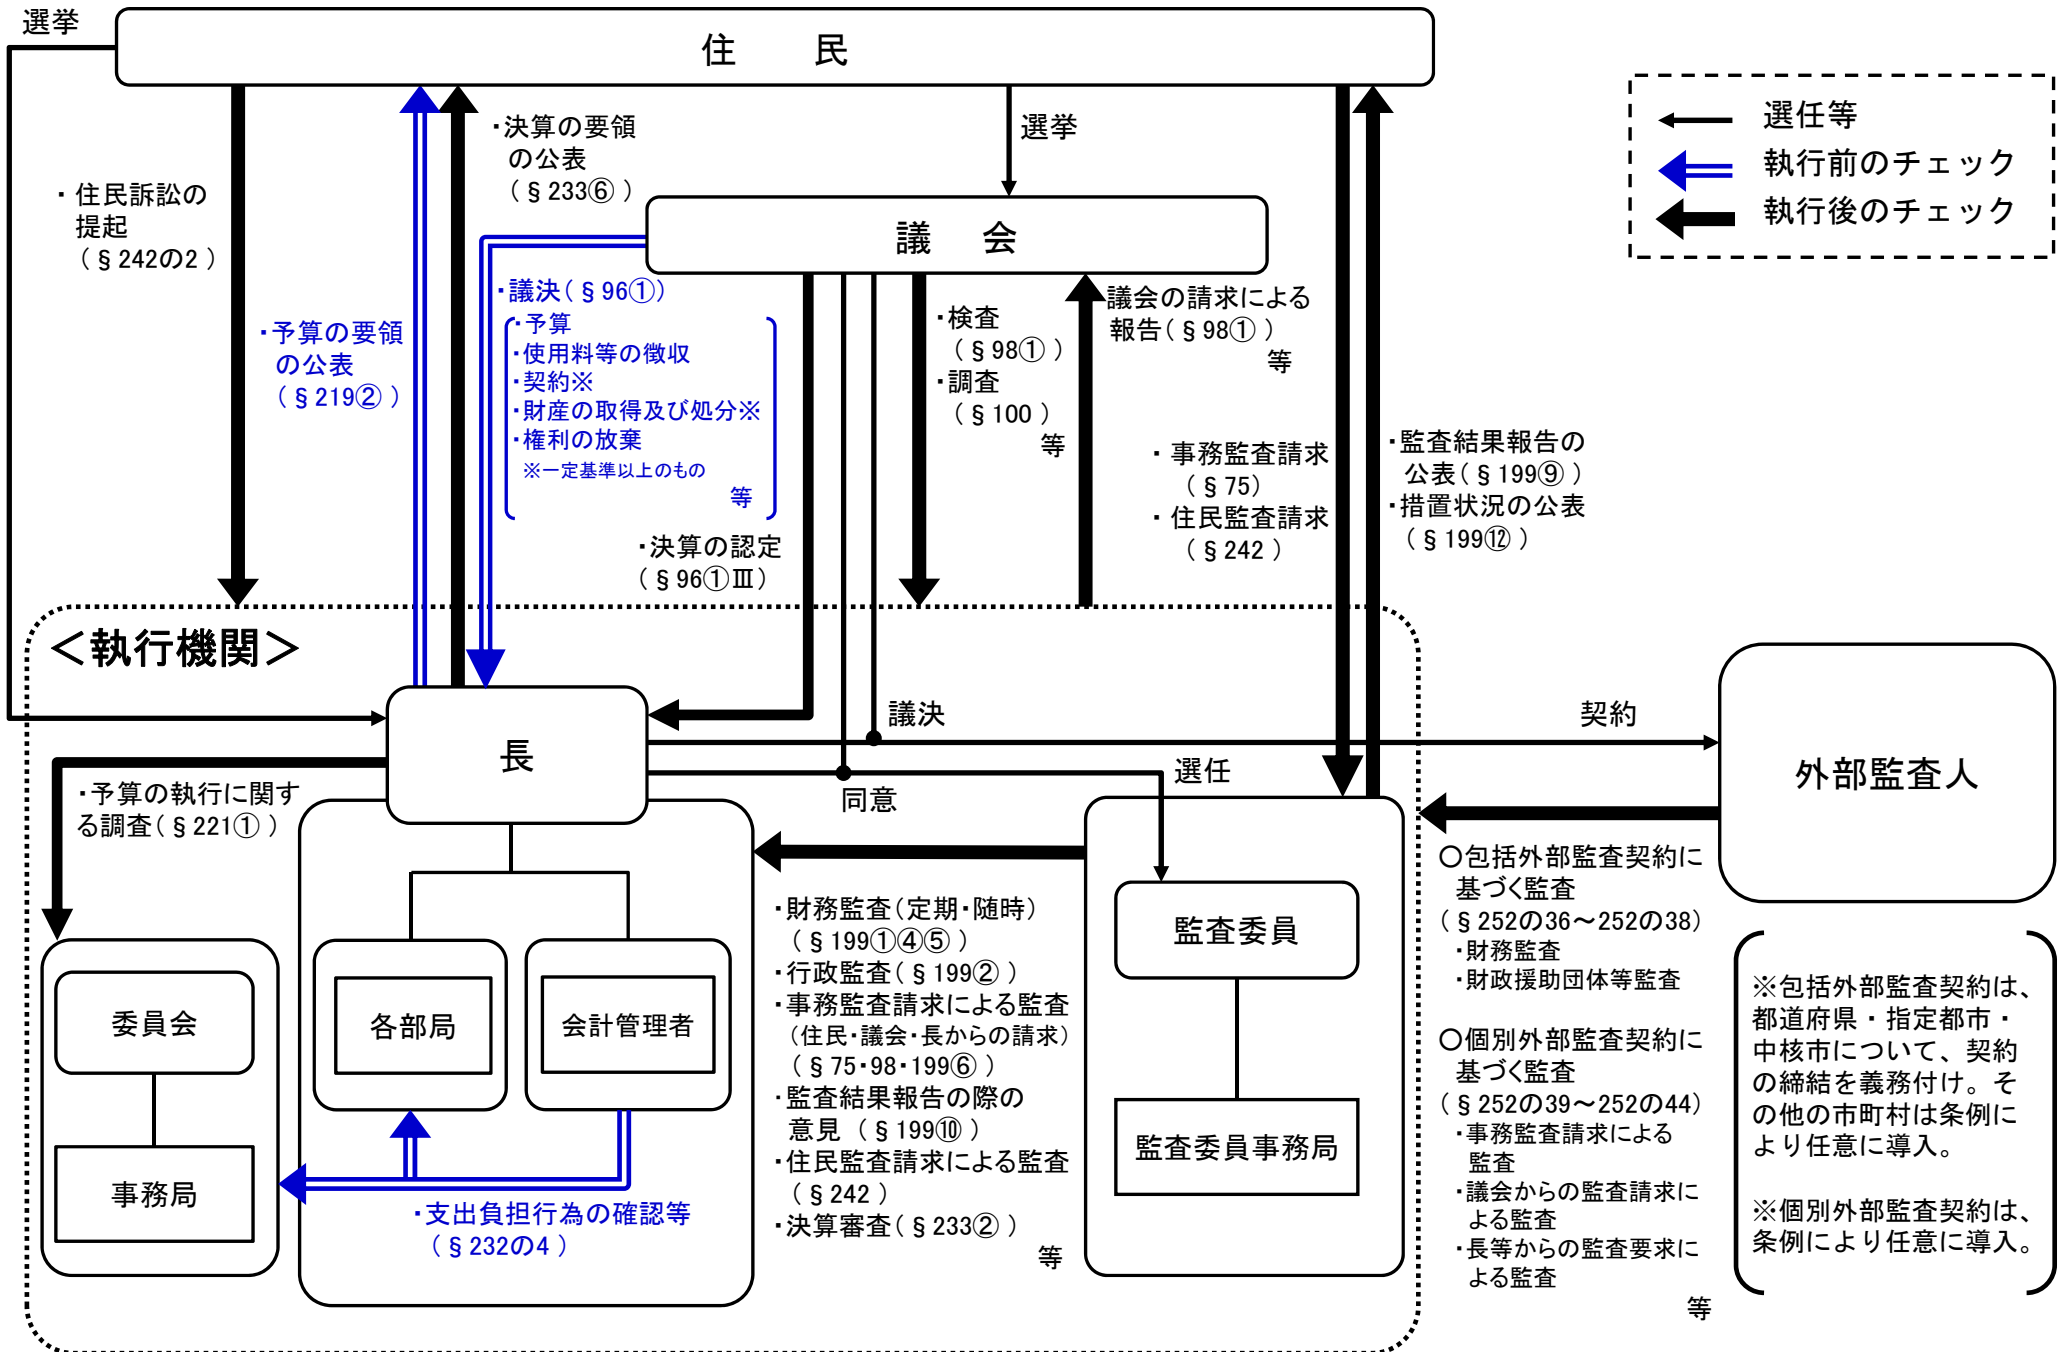 選挙
住　民
選任等
執行前のチェック
執行後のチェック
・決算の要領
の公表
（§233⑥）
選挙
・住民訴訟の
提起
（§242の2）
議　会
・予算の要領
の公表
（§219②）
・議決（§96①）
・予算
・使用料等の徴収
・契約※
・財産の取得及び処分※
・権利の放棄
※一定基準以上のもの
等
・検査
（§98①）
・調査
（§100）
等
議会の請求による
報告（§98①）
等
・事務監査請求
（§75）
・住民監査請求
（§242）
・監査結果報告の
公表（§199⑨）
・措置状況の公表
（§199⑫）
・決算の認定
（§96①Ⅲ）
＜執行機関＞
長
議決
契約
選任
同意
外部監査人
・予算の執行に関す
る調査（§221①）
委員会
事務局
各部局
会計管理者
・支出負担行為の確認等
（§232の4）
・財務監査（定期・随時）
（§199①④⑤）
・行政監査（§199②）
・事務監査請求による監査
（住民・議会・長からの請求）
（§75・98・199⑥）
・監査結果報告の際の
意見（§199⑩）
・住民監査請求による監査
（§242）
・決算審査（§233②）
等
監査委員
監査委員事務局
〇包括外部監査契約に
基づく監査
（§252の36～252の38）
・財務監査
・財政援助団体等監査
〇個別外部監査契約に
基づく監査
（§252の39～252の44）
・事務監査請求による
監査
・議会からの監査請求に
よる監査
・長等からの監査要求に
よる監査
等
※包括外部監査契約は、
都道府県・指定都市・
中核市について、契約
の締結を義務付け。そ
の他の市町村は条例に
より任意に導入。
※個別外部監査契約は、
条例により任意に導入。